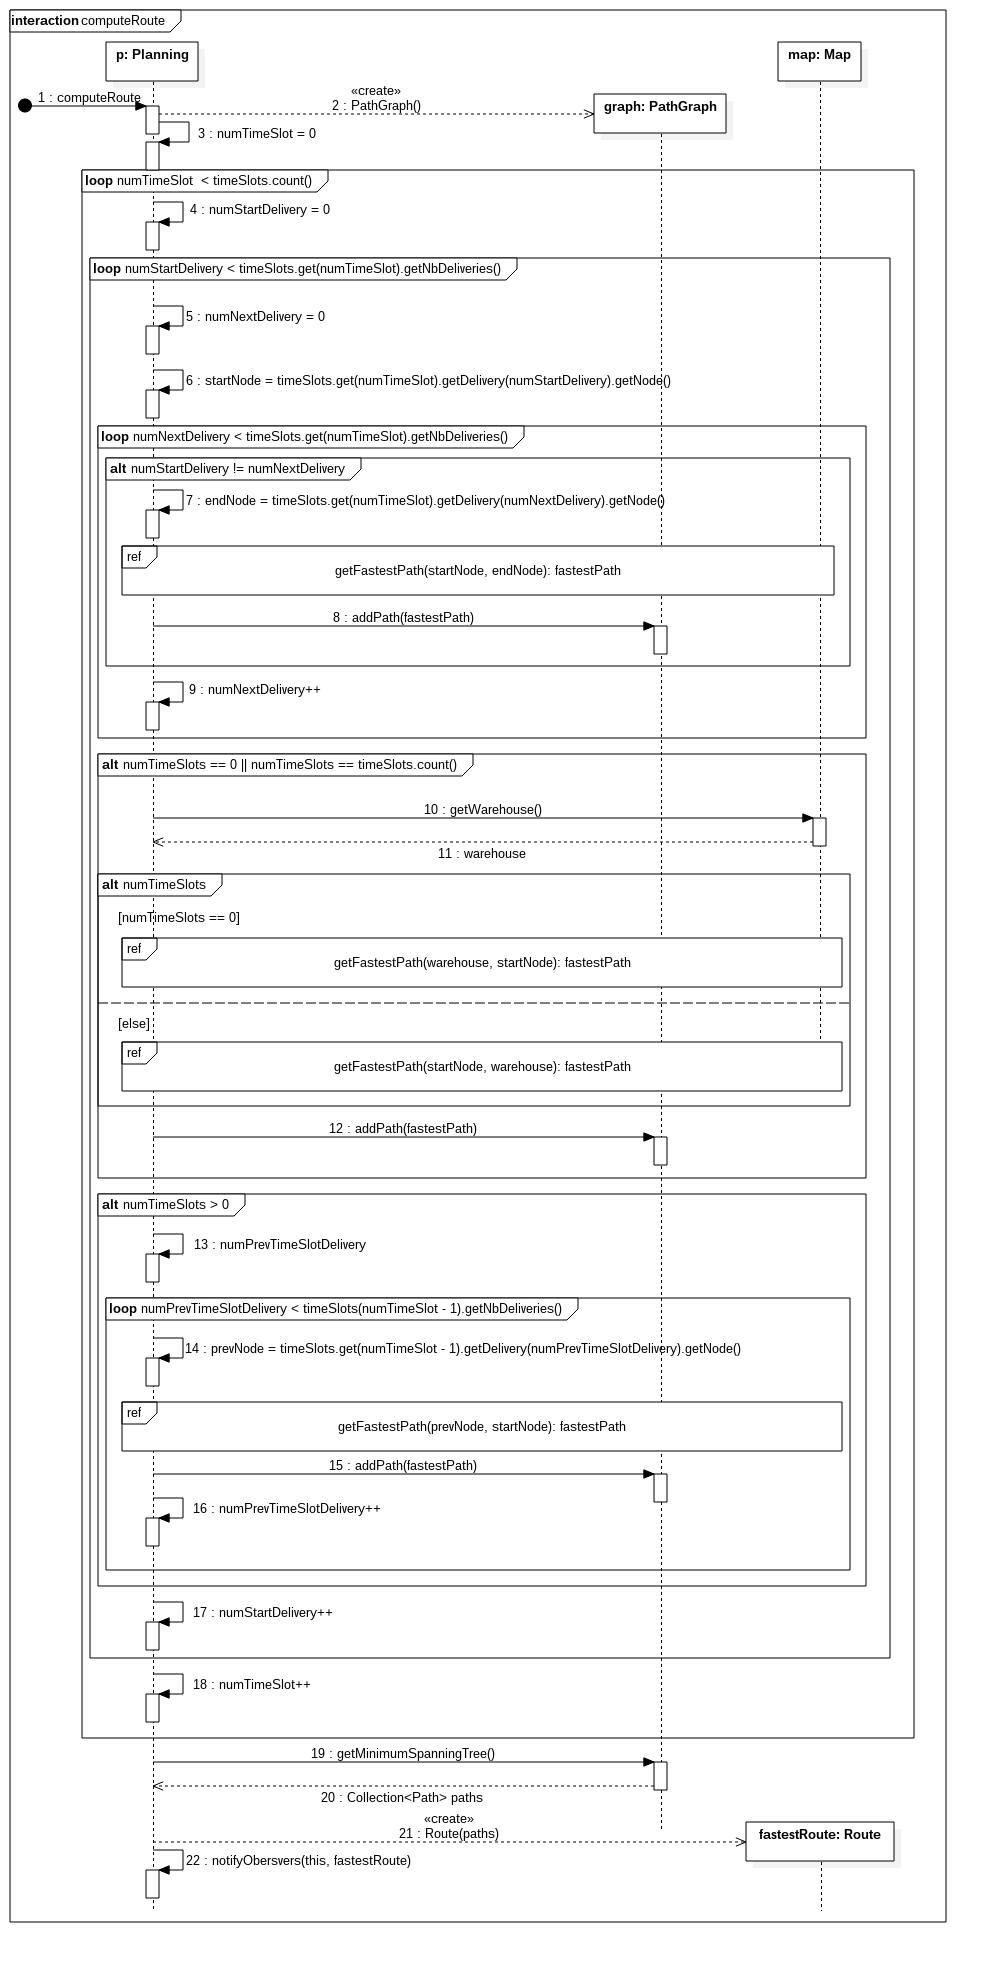 interaction computeRoute
p: Planning
map: Map
1 : computeRoute
«create»
2 : PathGraph()
graph: PathGraph
3 : numTimeSlot = 0
loop numTimeSlot < timeSlots.count()
4 : numStartDelivery = 0
loop numStartDelivery < timeSlots.get(numTimeSlot).getNbDeliveries()
5 : numNextDelivery = 0
6 : startNode = timeSlots.get(numTimeSlot).getDelivery(numStartDelivery).getNode()
loop numNextDelivery < timeSlots.get(numTimeSlot).getNbDeliveries()
alt numStartDelivery != numNextDelivery
7 : endNode = timeSlots.get(numTimeSlot).getDelivery(numNextDelivery).getNode()
ref
getFastestPath(startNode, endNode): fastestPath
8 : addPath(fastestPath)
9 : numNextDelivery++
alt numTimeSlots == 0 || numTimeSlots == timeSlots.count()
10 : getWarehouse()
11 : warehouse
alt numTimeSlots
[numTimeSlots == 0]
ref
getFastestPath(warehouse, startNode): fastestPath
[else]
ref
getFastestPath(startNode, warehouse): fastestPath
12 : addPath(fastestPath)
alt numTimeSlots > 0
13 : numPrevTimeSlotDelivery
loop numPrevTimeSlotDelivery < timeSlots(numTimeSlot - 1).getNbDeliveries()
14 : prevNode = timeSlots.get(numTimeSlot - 1).getDelivery(numPrevTimeSlotDelivery).getNode()
ref
getFastestPath(prevNode, startNode): fastestPath
15 : addPath(fastestPath)
16 : numPrevTimeSlotDelivery++
17 : numStartDelivery++
18 : numTimeSlot++
19 : getMinimumSpanningTree()
20 : Collection<Path> paths
«create»
21 : Route(paths)
fastestRoute: Route
22 : notifyObersvers(this, fastestRoute)